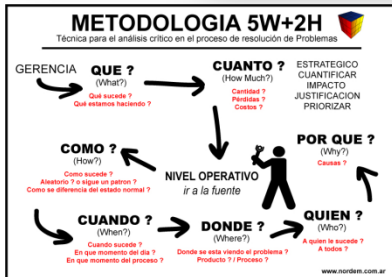 METODOLOGIA 5W+2H
Técnica para el análisis crítico en el proceso de resolución de Problemas
GERENCIA
QUE ?
(What?)
Qué sucede ?
Qué estamos haciendo ?
CUANTO ?
(How Much?)
Cantidad ?
Pérdidas ?
Costos ?
ESTRATEGICO
CUANTIFICAR
IMPACTO
JUSTIFICACION
PRIORIZAR
COMO ?
(How?)
Como sucede ?
Aleatorio ? o sigue un patron ?
Como se diferencia del estado normal ?
NIVEL OPERATIVO
ir a la fuente
POR QUE ?
(Why?)
Causas ?
CUANDO ?
(When?)
Cuando sucede ?
En que momento del dia ?
En que momento del proceso ?
DONDE ?
(Where?)
Donde se esta viendo el problema ?
Producto ? / Proceso ?
QUIEN ?
(Who?)
A quien le sucede ?
A todos ?
www.nordem.com.ar